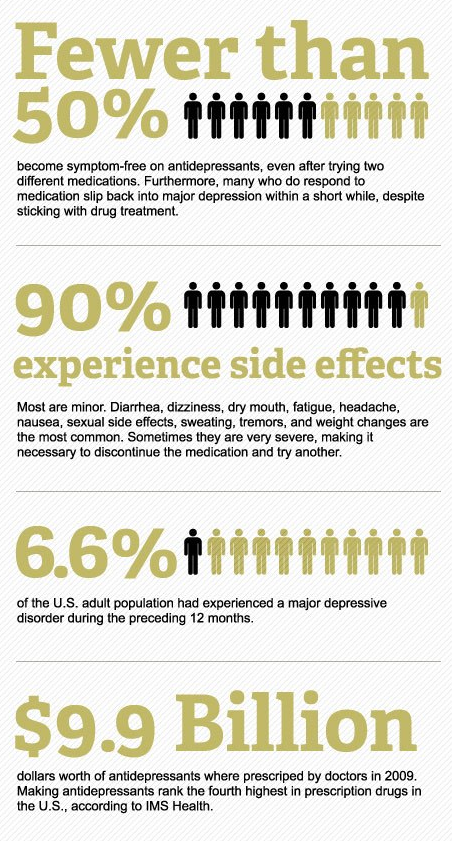 Fewer than
50%
become symptom-free on antidepressants, even after trying two
different medications. Furthermore, many who do respond to
medication slip back into major depression within a short while, despite
sticking with drug treatment.
90%
experience side effects
Most are minor. Diarrhea, dizziness, dry mouth, fatigue, headache,
nausea, sexual side effects, sweating, tremors, and weight changes are
the most common. Sometimes they are very severe, making it
necessary to discontinue the medication and try another.
6.6%
of the U.S. adult population had experienced a major depressive
disorder during the preceding 12 months.
$9.9 Billion
dollars worth of antidepressants where prescriped by doctors in 2009.
Making antidepressants rank the fourth highest in prescription drugs in
the U.S., according to IMS Health.